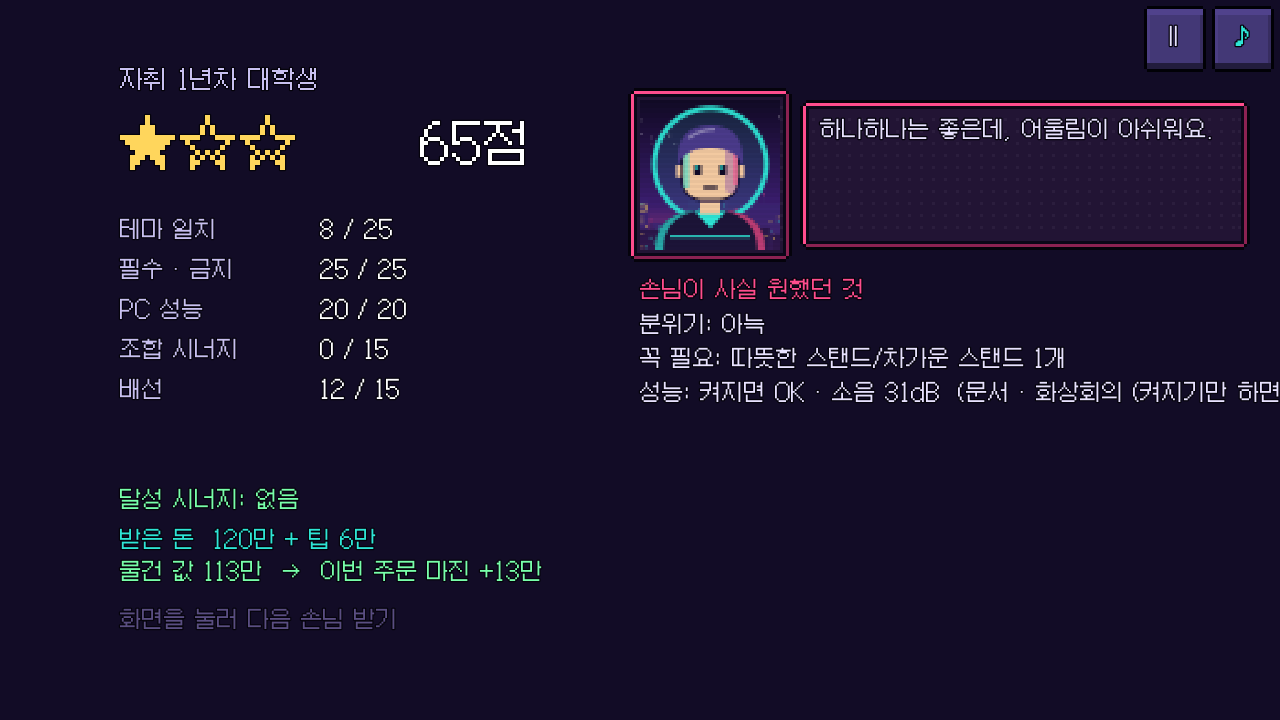 자취 1년차 대학생
65점
테마 일치 8 / 25
필수 · 금지 25 / 25
PC 성능 20 / 20
조합 시너지 0 / 15
배선 12 / 15
달성 시너지: 없음
받은 돈 120만 + 팁 6만
물건 값 113만 → 이번 주문 마진 +13만
화면을 눌러 다음 손님 받기
하나하나는 좋은데, 어울림이 아쉬워요.
손님이 사실 원했던 것
분위기: 아늑
꼭 필요: 따뜻한 스탠드/차가운 스탠드 1개
성능: 켜지면 OK · 소음 31dB (문서 · 화상회의 (켜지기만 하면